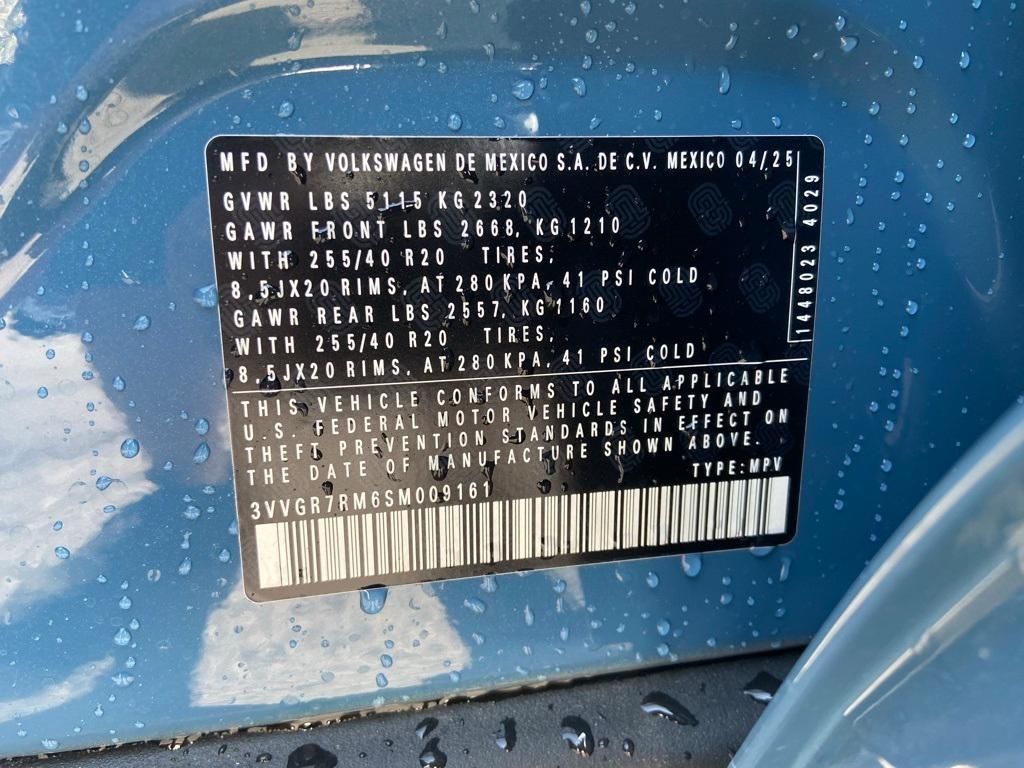 MFD BY VOLKSWAGEN DE MEXICO S.A. DE C.V. MEXICO 04/25
GVWR LBS 5115 KG 2320
GAWR FRONT LBS 2668, KG 1210
WITH 255/40 R20 TIRES,
8,5JX20 RIMS, AT 280 KPA, 41 PSI COLD
GAWR REAR LBS 2557, KG 1160
WITH 255/40 R20 TIRES,
8,5JX20 RIMS, AT 280 KPA, 41 PSI COLD
1448023 4029
THIS VEHICLE CONFORMS TO ALL APPLICABLE
U.S. FEDERAL MOTOR VEHICLE SAFETY AND
THEFT PREVENTION STANDARDS IN EFFECT ON
THE DATE OF MANUFACTURE SHOWN ABOVE.
TYPE: MPV
3VVGR7RM6SM009161